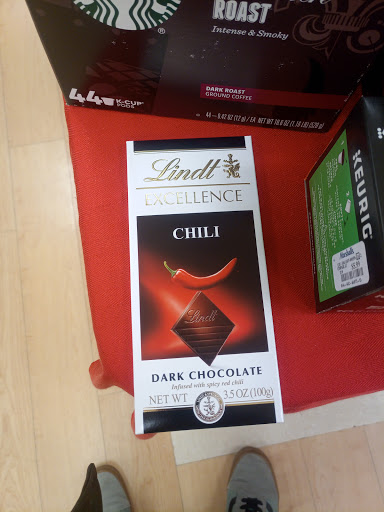 ROAST
Intense & Smoky
DARK ROAST
GROUND COFFEE
44 K-CUP
PODS
Lindt
EXCELLENCE
CHILI
Lindt
DARK CHOCOLATE
Infused with spicy red chili
NET WT 3.5 OZ (100g)
KEURIG
Marshalls